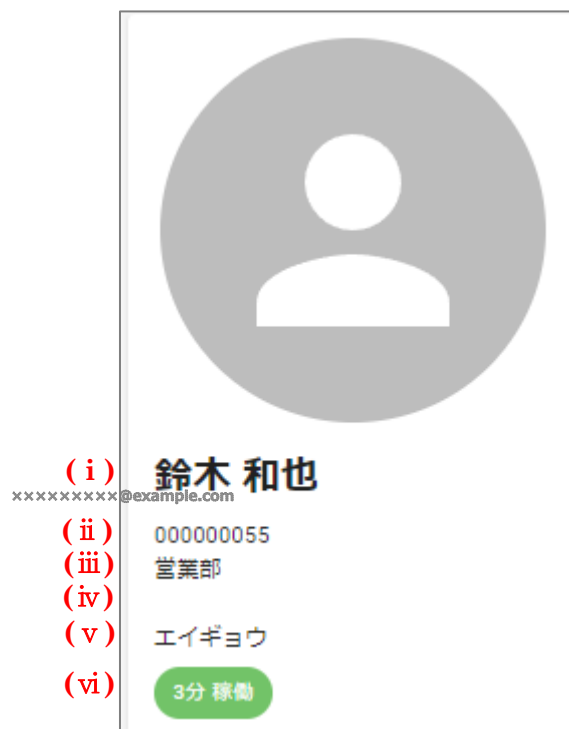 (ⅰ) 鈴木 和也
×××××××××@example.com
(ⅱ) 000000055
(ⅲ) 営業部
(ⅳ)
(ⅴ) エイギョウ
(ⅵ) 3分 稼働